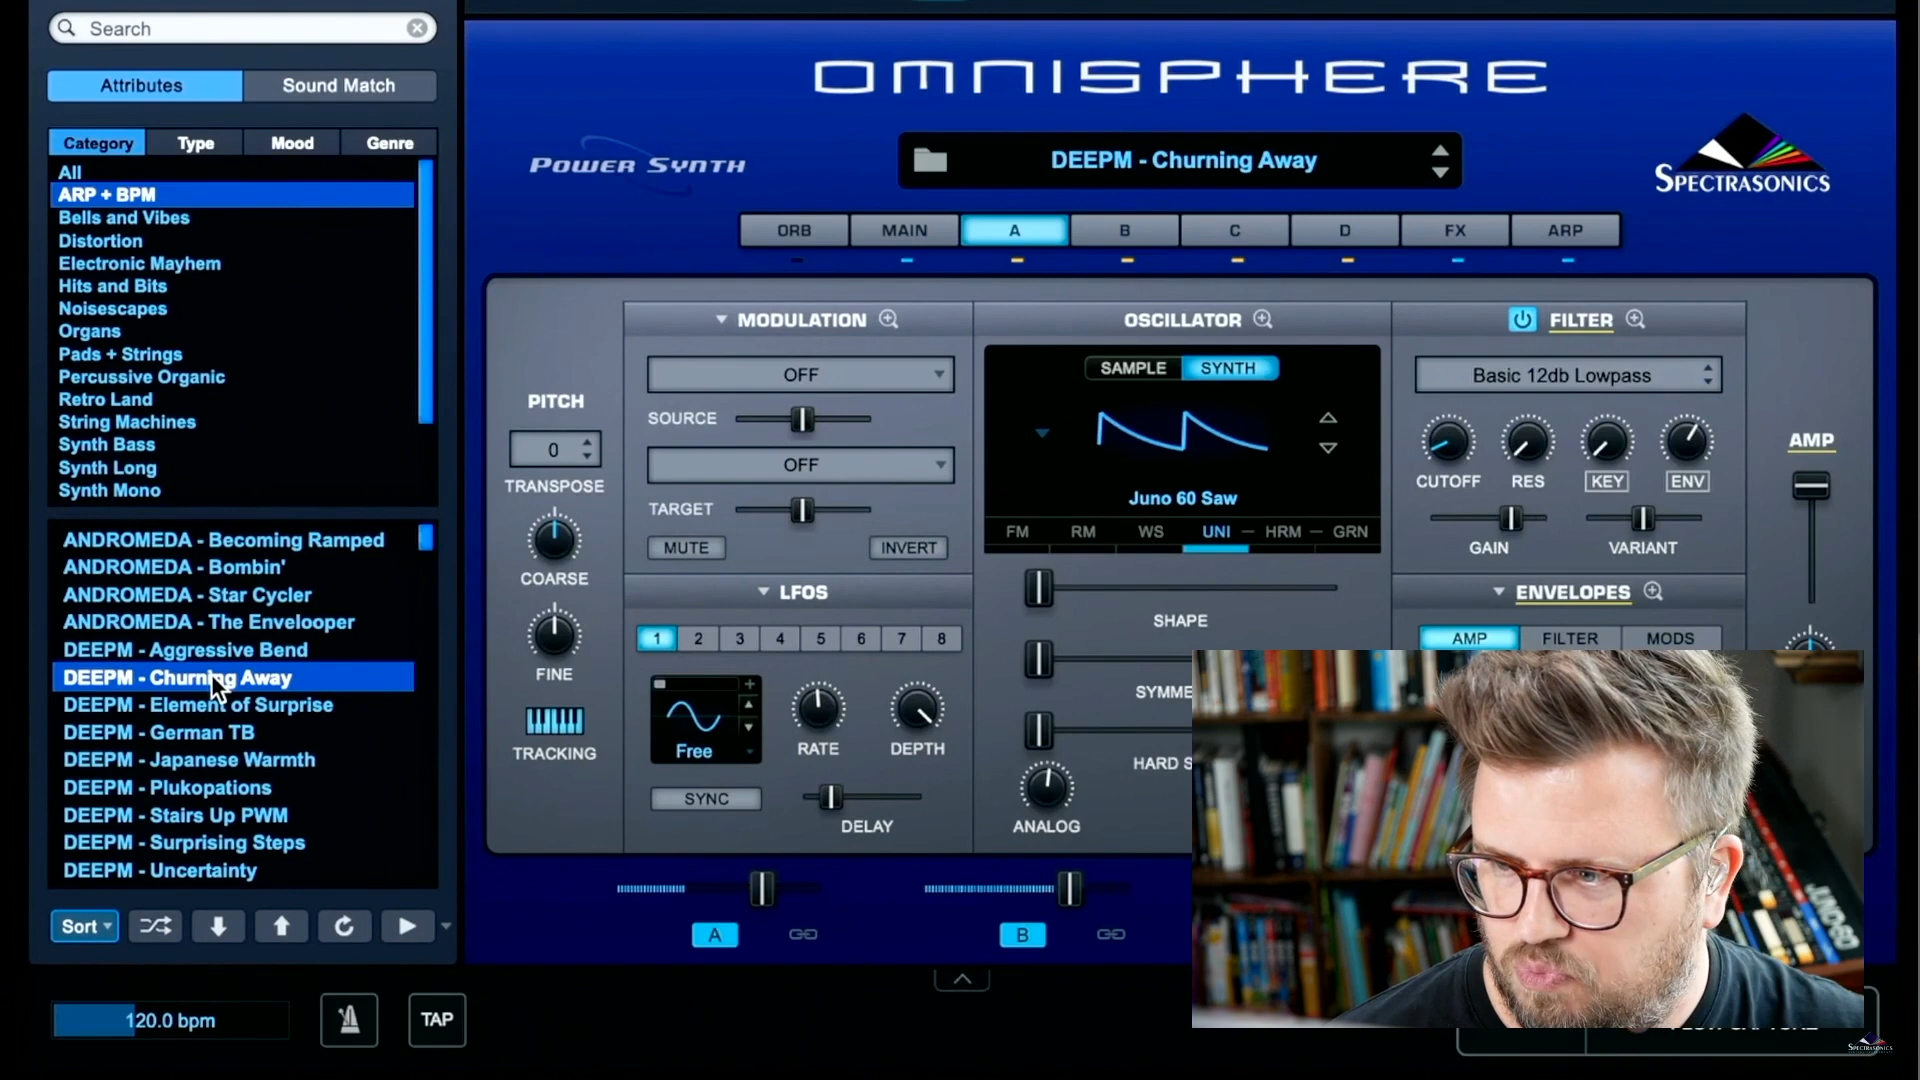 Search
Attributes
Sound Match
Category
Type
Mood
Genre
All
ARP + BPM
Bells and Vibes
Distortion
Electronic Mayhem
Hits and Bits
Noisescapes
Organs
Pads + Strings
Percussive Organic
Retro Land
String Machines
Synth Bass
Synth Long
Synth Mono
ANDROMEDA - Becoming Ramped
ANDROMEDA - Bombin'
ANDROMEDA - Star Cycler
ANDROMEDA - The Envelooper
DEEPM - Aggressive Bend
DEEPM - Churning Away
DEEPM - Element of Surprise
DEEPM - German TB
DEEPM - Japanese Warmth
DEEPM - Plukopations
DEEPM - Stairs Up PWM
DEEPM - Surprising Steps
DEEPM - Uncertainty
Sort
120.0 bpm
TAP
OMNISPHERE
POWER SYNTH
DEEPM - Churning Away
SPECTRASONICS
ORB
MAIN
A
B
C
D
FX
ARP
PITCH
0
TRANSPOSE
COARSE
FINE
TRACKING
MODULATION
OFF
SOURCE
OFF
TARGET
MUTE
INVERT
LFOS
1 2 3 4 5 6 7 8
Free
RATE
DEPTH
SYNC
DELAY
OSCILLATOR
SAMPLE
SYNTH
Juno 60 Saw
FM RM WS UNI – HRM – GRN
SHAPE
SYMME
HARD S
ANALOG
FILTER
Basic 12db Lowpass
CUTOFF
RES
KEY
ENV
GAIN
VARIANT
ENVELOPES
AMP
FILTER
MODS
AMP
A
B
JUNO-60
SPECTRASONICS